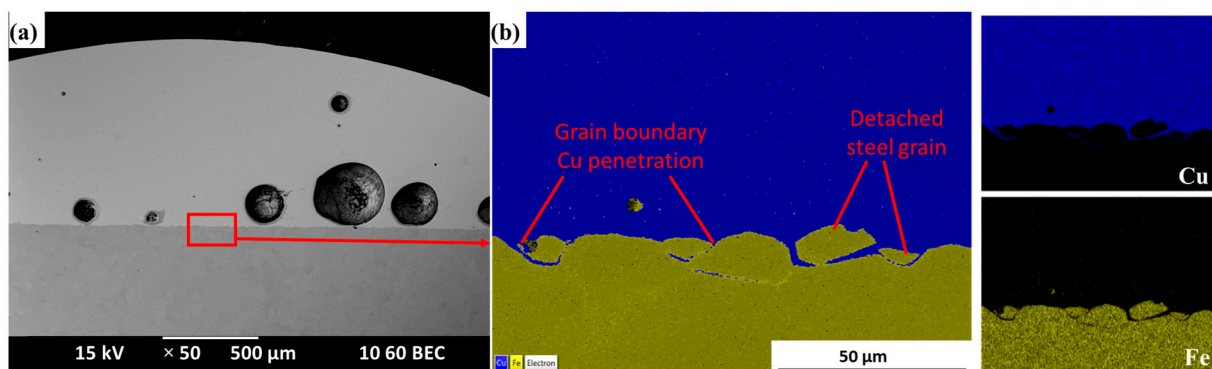 (a)
15 kV × 50 500 µm 10 60 BEC
(b)
Grain boundary
Cu penetration
Detached
steel grain
Cu Fe Electron
50 µm
Cu
Fe